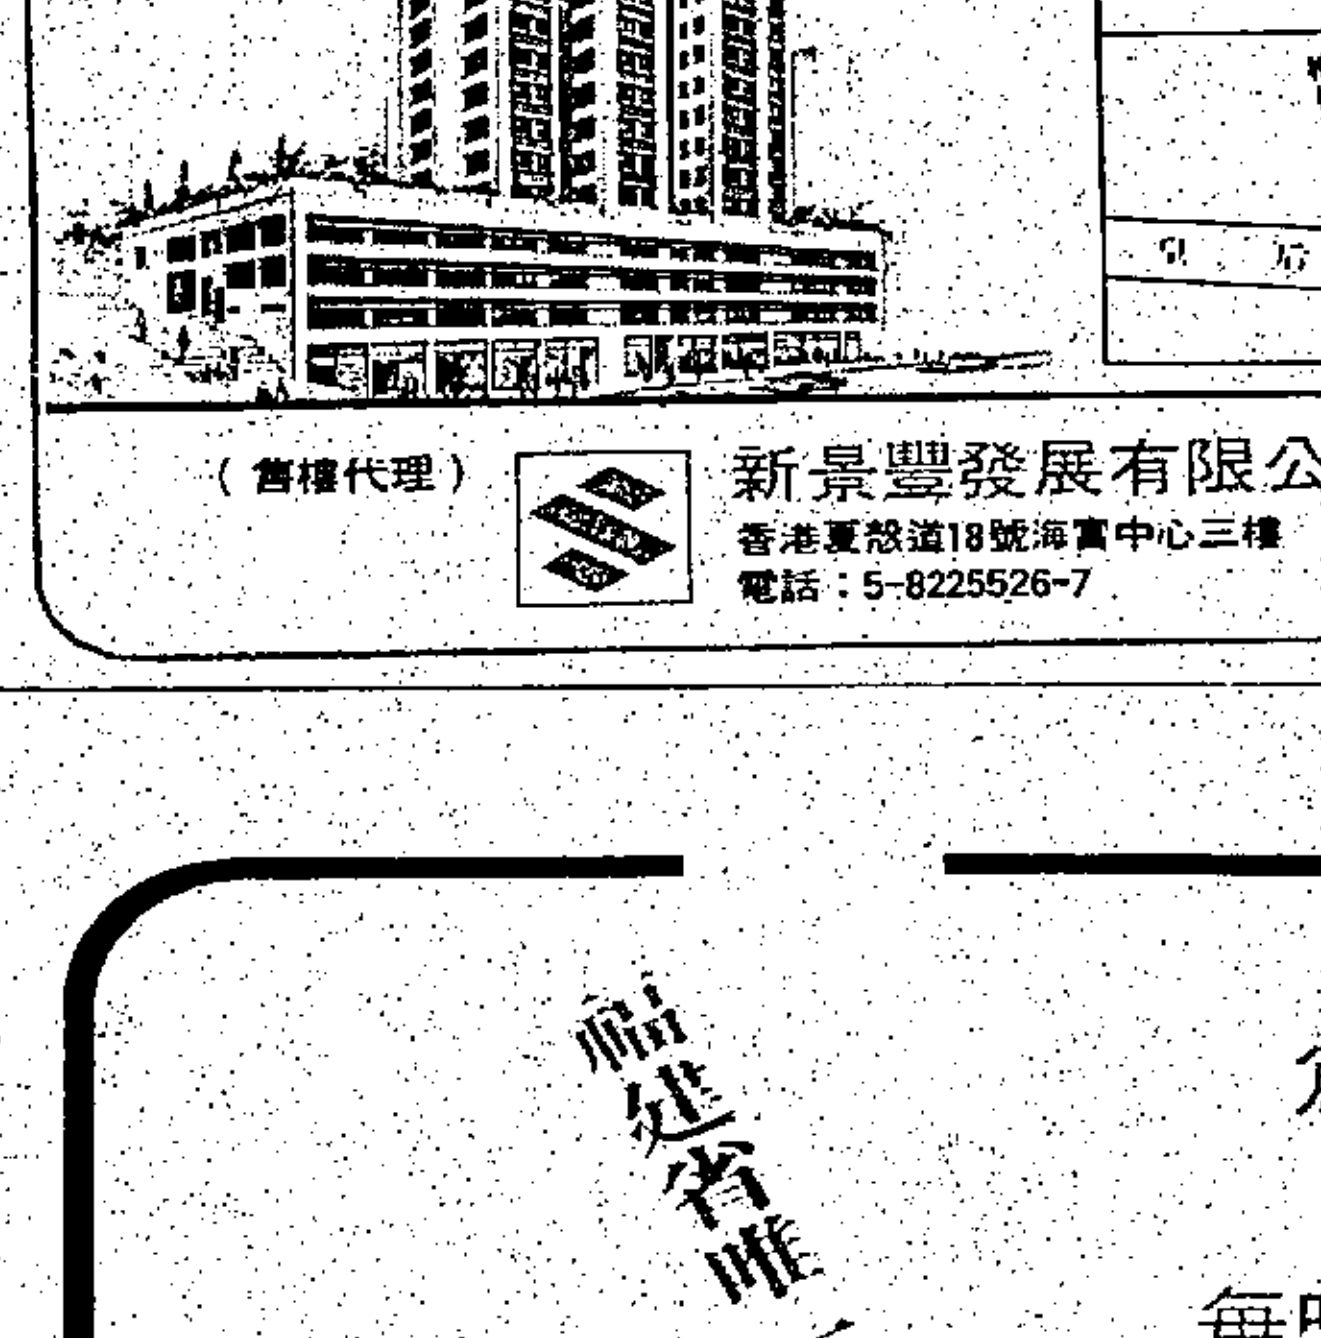 (售樓代理)
新景豐發展有限公
香港夏慤道18號海富中心三樓
電話：5-8225526-7
福建省唯
每